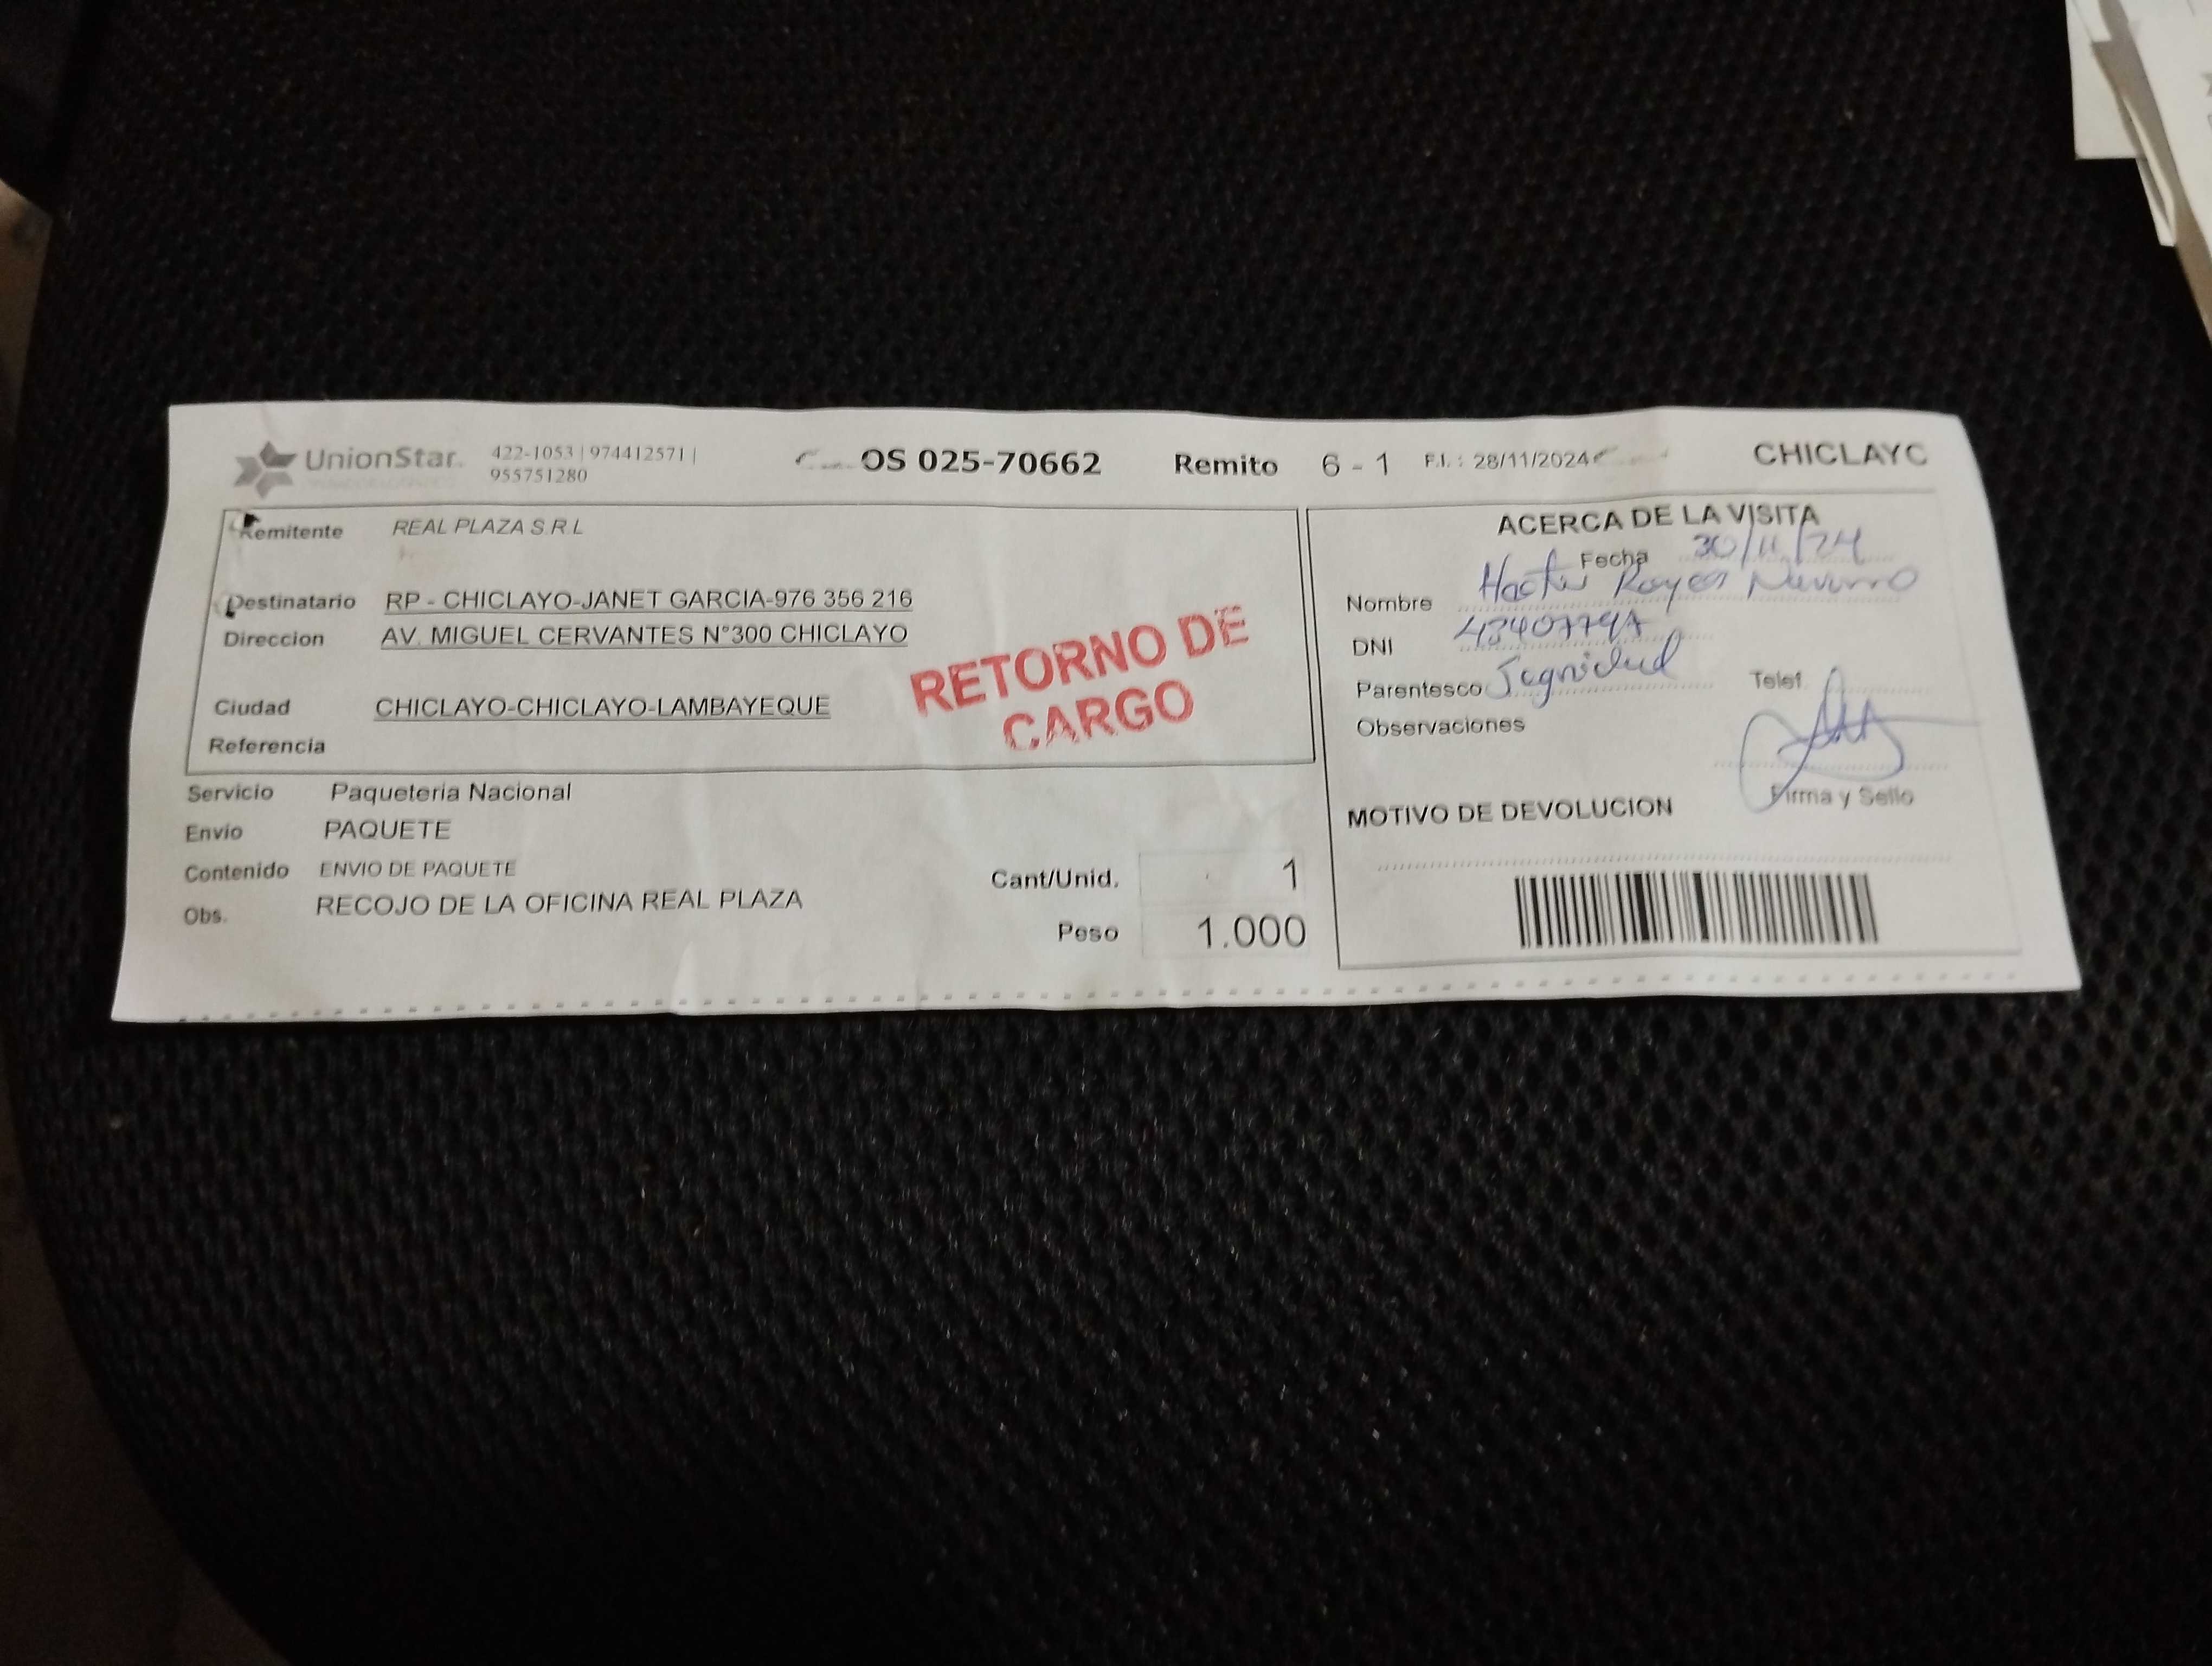 UnionStar. 422-1053 | 974412571 |
955751280
OS 025-70662 Remito 6 - 1 F.I. : 28/11/2024 CHICLAYO
Remitente REAL PLAZA S.R.L
Destinatario RP - CHICLAYO-JANET GARCIA-976 356 216
Direccion AV. MIGUEL CERVANTES N°300 CHICLAYO
Ciudad CHICLAYO-CHICLAYO-LAMBAYEQUE
Referencia
RETORNO DE
CARGO
Servicio Paqueteria Nacional
Envio PAQUETE
Contenido ENVIO DE PAQUETE
Obs. RECOJO DE LA OFICINA REAL PLAZA
Cant/Unid. 1
Peso 1.000
ACERCA DE LA VISITA
Fecha 30/11/24
Nombre Navarro
DNI
Parentesco
Telef.
Observaciones
Firma y Sello
MOTIVO DE DEVOLUCION